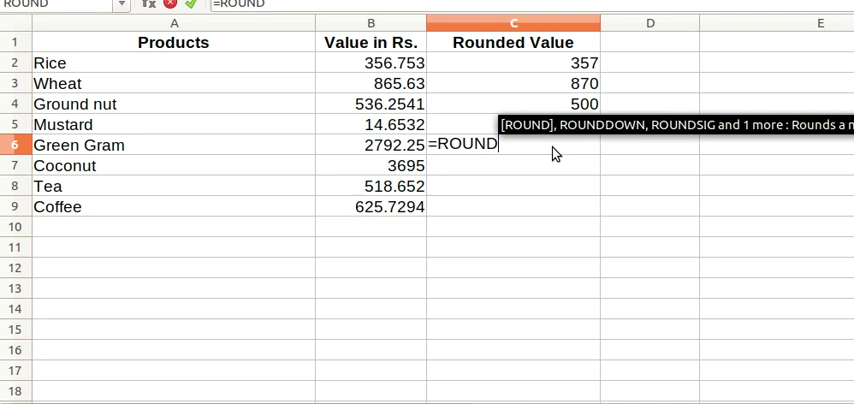 ROUND =ROUND
A B C D E
1 Products Value in Rs. Rounded Value
2 Rice 356.753 357
3 Wheat 865.63 870
4 Ground nut 536.2541 500
5 Mustard 14.6532 [ROUND], ROUNDDOWN, ROUNDSIG and 1 more : Rounds a
6 Green Gram 2792.25 =ROUND
7 Coconut 3695
8 Tea 518.652
9 Coffee 625.7294
10
11
12
13
14
15
16
17
18